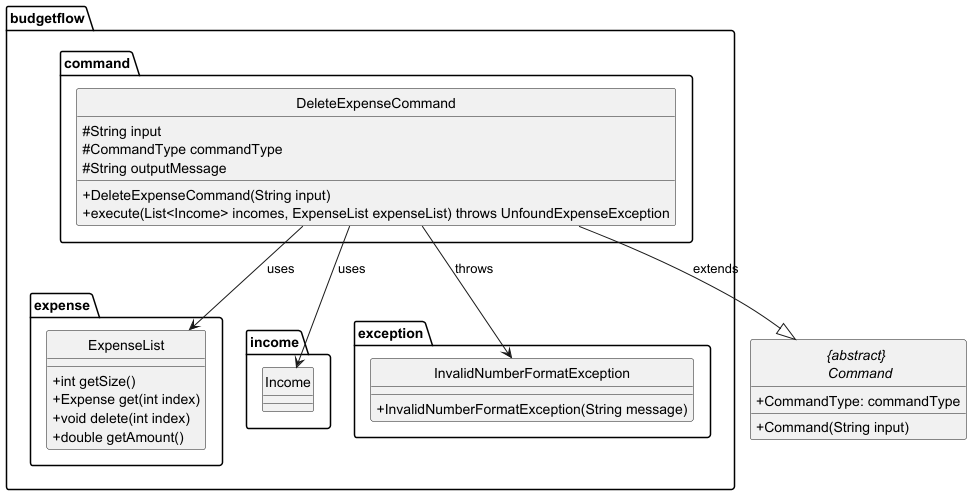 budgetflow
command
DeleteExpenseCommand
#String input
#CommandType commandType
#String outputMessage
+DeleteExpenseCommand(String input)
+execute(List<Income> incomes, ExpenseList expenseList) throws UnfoundExpenseException
uses
uses
throws
extends
expense
ExpenseList
+int getSize()
+Expense get(int index)
+void delete(int index)
+double getAmount()
income
Income
exception
InvalidNumberFormatException
+InvalidNumberFormatException(String message)
{abstract}
Command
+CommandType: commandType
+Command(String input)